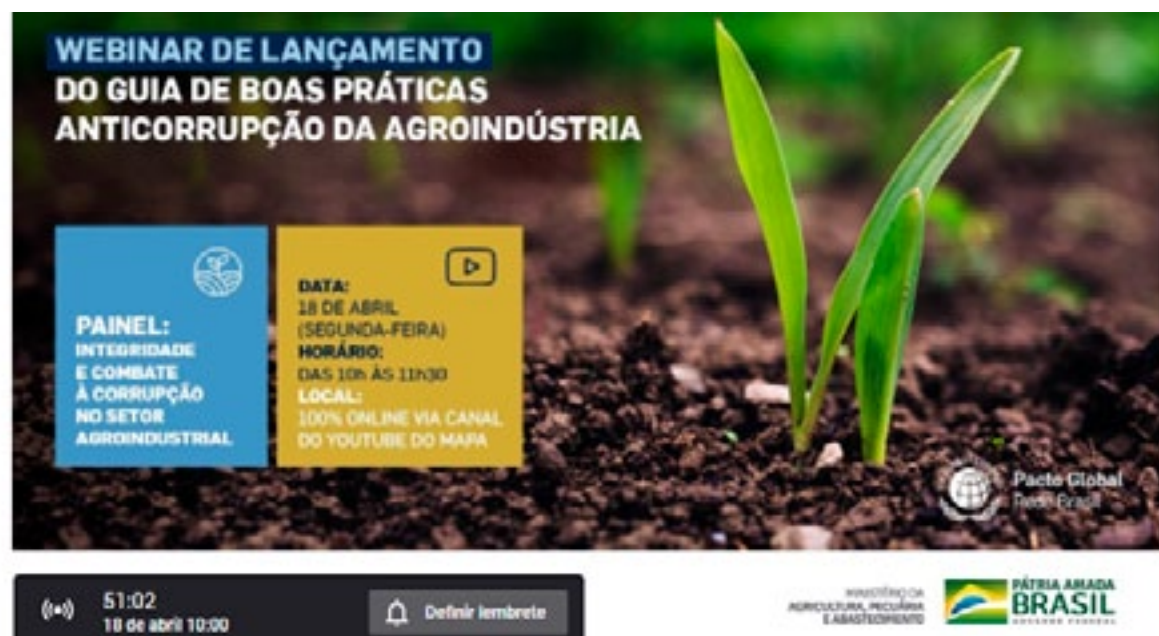 WEBINAR DE LANÇAMENTO
DO GUIA DE BOAS PRÁTICAS
ANTICORRUPÇÃO DA AGROINDÚSTRIA
PAINEL:
INTEGRIDADE
E COMBATE
À CORRUPÇÃO
NO SETOR
AGROINDUSTRIAL
DATA:
18 DE ABRIL
(SEGUNDA-FEIRA)
HORÁRIO:
DAS 10h ÀS 11h30
LOCAL:
100% ONLINE VIA CANAL
DO YOUTUBE DO MAPA
Pacto Global
Rede Brasil
51:02
18 de abril 10:00
Definir lembrete
MINISTÉRIO DA
AGRICULTURA, PECUÁRIA
E ABASTECIMENTO
PÁTRIA AMADA
BRASIL
GOVERNO FEDERAL